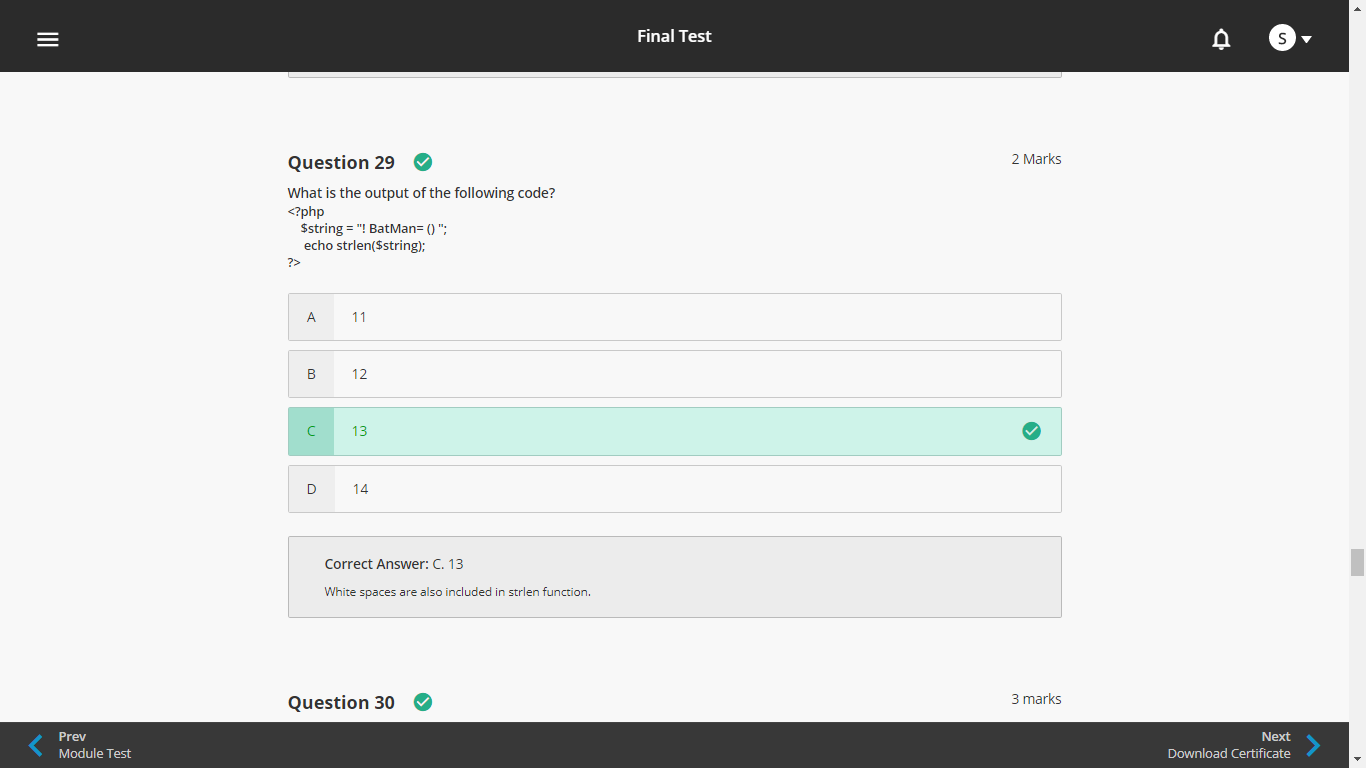 Final Test
S
Question 29
2 Marks
What is the output of the following code?
<?php
$string = "! BatMan= () ";
echo strlen($string);
?>
A 11
B 12
C 13
D 14
Correct Answer: C. 13
White spaces are also included in strlen function.
Question 30
3 marks
Prev
Module Test
Next
Download Certificate